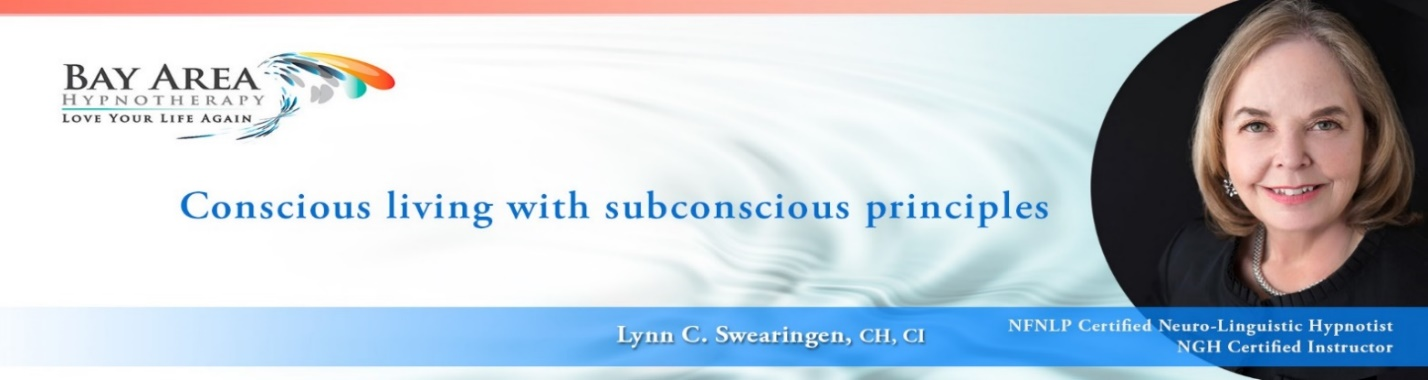 BAY AREA
HYPNOTHERAPY
LOVE YOUR LIFE AGAIN
Conscious living with subconscious principles
Lynn C. Swearingen, CH, CI
NFNLP Certified Neuro-Linguistic Hypnotist
NGH Certified Instructor